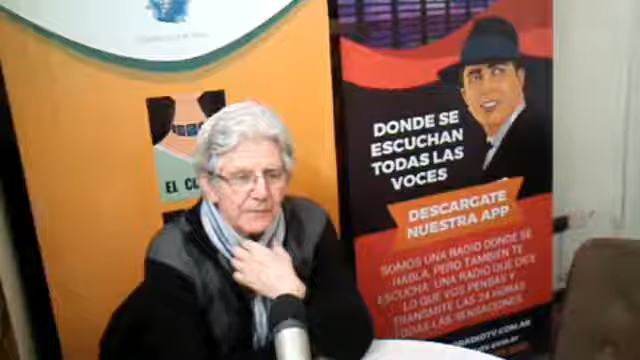 EL
DONDE SE
ESCUCHAN
TODAS LAS
VOCES
DESCARGATE
NUESTRA APP
SOMOS UNA RADIO DONDE SE
HABLA, PERO TAMBIÉN TE
ESCUCHA. UNA RADIO QUE DICE
LO QUE VOS PENSAS Y
TRANSMITE LAS 24 HORAS
TODAS LAS SENSACIONES.